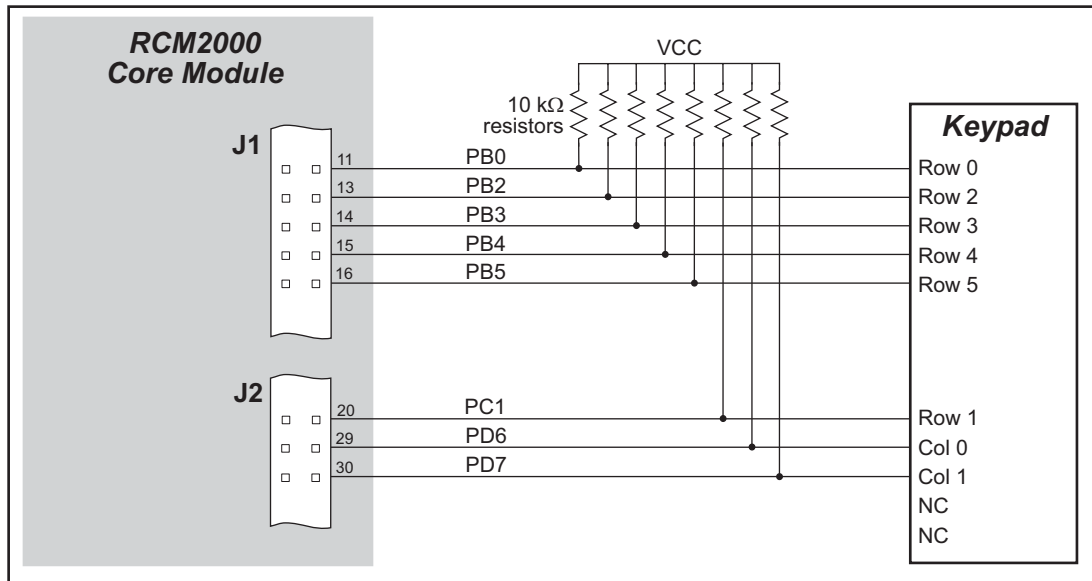 RCM2000
Core Module
VCC
10 kΩ
resistors
Keypad
J1
11 PB0 Row 0
13 PB2 Row 2
14 PB3 Row 3
15 PB4 Row 4
16 PB5 Row 5
J2
20 PC1 Row 1
29 PD6 Col 0
30 PD7 Col 1
NC
NC